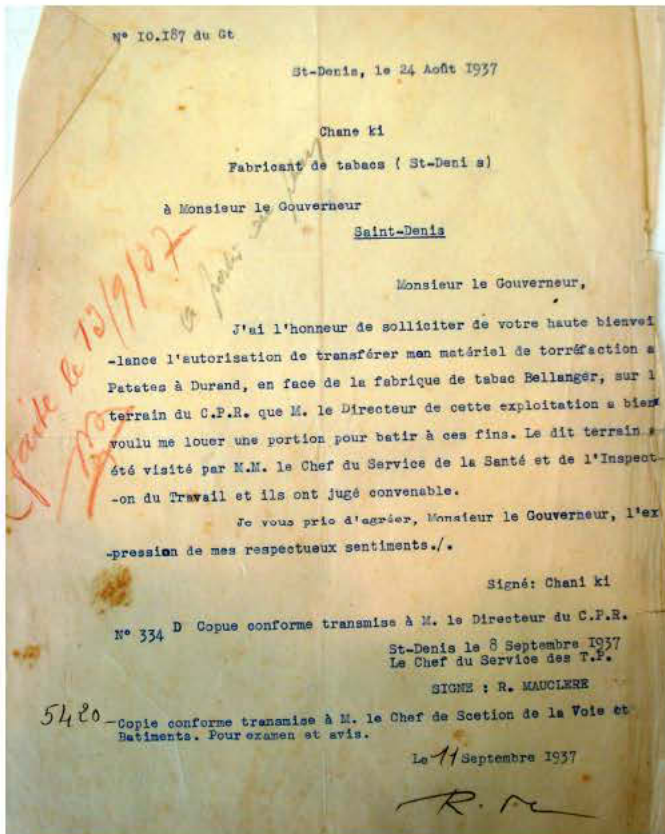 N° 10.187 du Gt
St-Denis, le 24 Août 1937
Chane ki
Fabricant de tabacs ( St-Deni s)
à Monsieur le Gouverneur
Saint-Denis
faite le 13/9/37
Monsieur le Gouverneur,
J'ai l'honneur de solliciter de votre haute bienvei
-lance l'autorisation de transférer mon matériel de torréfaction a
Patates à Durand, en face de la fabrique de tabac Bellanger, sur l
terrain du C.P.R. que M. le Directeur de cette exploitation a bien
voulu me louer une portion pour batir à ces fins. Le dit terrain a
été visité par M.M. le Chef du Service de la Santé et de l'Inspect-
-on du Travail et ils ont jugé convenable.
Je vous prie d'agréer, Monsieur le Gouverneur, l'ex
-pression de mes respectueux sentiments./.
Signé: Chani ki
N° 334 D Copue conforme transmise à M. le Directeur du C.P.R.
St-Denis le 8 Septembre 1937
Le Chef du Service des T.P.
SIGNE : R. MAUCLERE
5420 -Copie conforme transmise à M. le Chef de Scetion de la Voie et
Batiments. Pour examen et avis.
Le 11 Septembre 1937